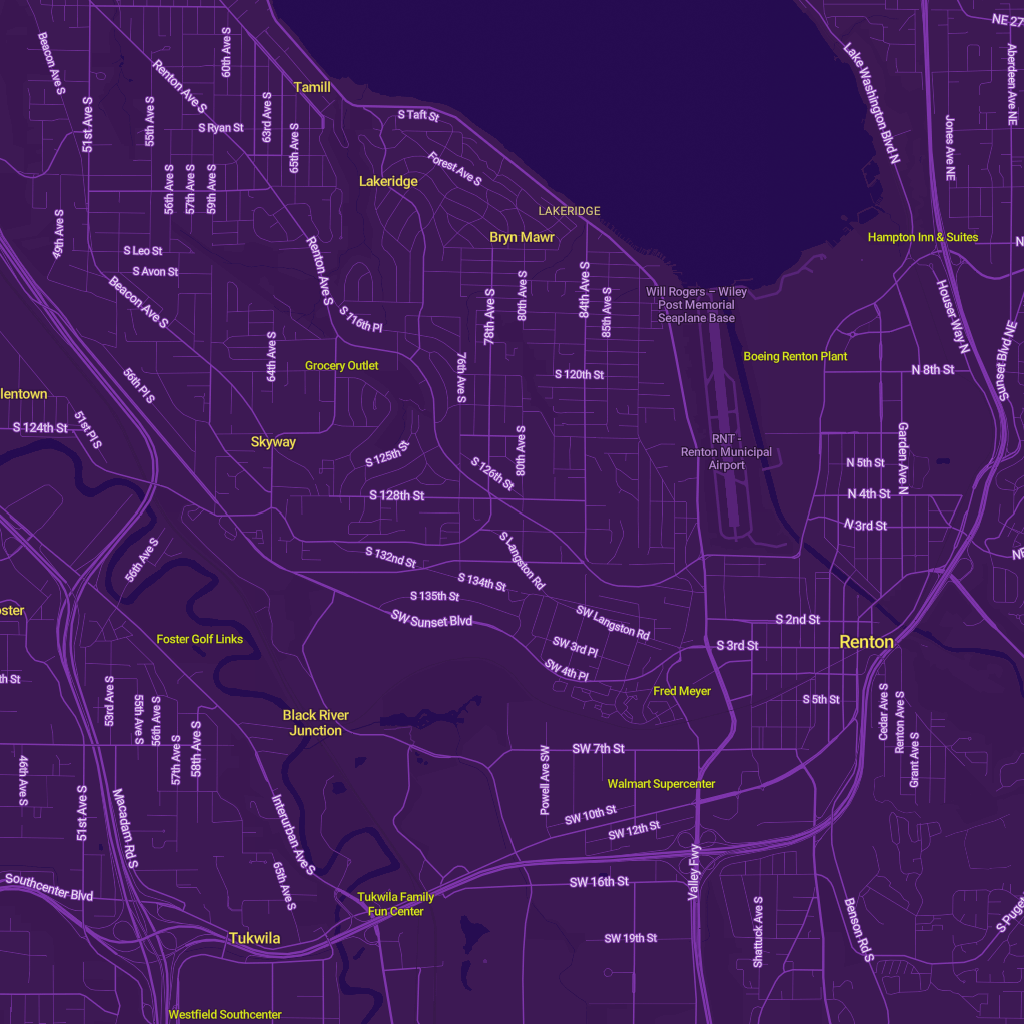 NE 27
Beacon Ave S
60th Ave S
Lake Washington Blvd N
Aberdeen Ave NE
Renton Ave S
Tamill
51st Ave S
55th Ave S
63rd Ave S
S Taft St
S Ryan St
65th Ave S
Jones Ave NE
Forest Ave S
56th Ave S
57th Ave S
59th Ave S
Lakeridge
LAKERIDGE
49th Ave S
Bryn Mawr
Hampton Inn & Suites
N
S Leo St
S Avon St
Renton Ave S
Beacon Ave S
80th Ave S
84th Ave S
85th Ave S
Will Rogers – Wiley
Post Memorial
Seaplane Base
78th Ave S
S 116th Pl
Houser Way N
Sunset Blvd NE
64th Ave S
Grocery Outlet
Boeing Renton Plant
76th Ave S
S 120th St
N 8th St
56th Pl S
lentown
51st Pl S
S 124th St
Skyway
S 125th St
80th Ave S
RNT -
Renton Municipal
Airport
Garden Ave N
N 5th St
S 126th St
S 128th St
N 4th St
N 3rd St
56th Ave S
S 132nd St
S Langston Rd
NE
S 134th St
S 135th St
oster
SW Sunset Blvd
SW Langston Rd
S 2nd St
Foster Golf Links
SW 3rd Pl
S 3rd St
Renton
SW 4th Pl
th St
Fred Meyer
S 5th St
53rd Ave S
55th Ave S
56th Ave S
57th Ave S
58th Ave S
Black River
Junction
Cedar Ave S
Renton Ave S
Grant Ave S
SW 7th St
46th Ave S
Powell Ave SW
Walmart Supercenter
51st Ave S
Macadam Rd S
Interurban Ave S
SW 10th St
SW 12th St
Valley Fwy
Southcenter Blvd
65th Ave S
Tukwila Family
Fun Center
SW 16th St
Shattuck Ave S
Benson Rd S
S Puget
Tukwila
SW 19th St
Westfield Southcenter